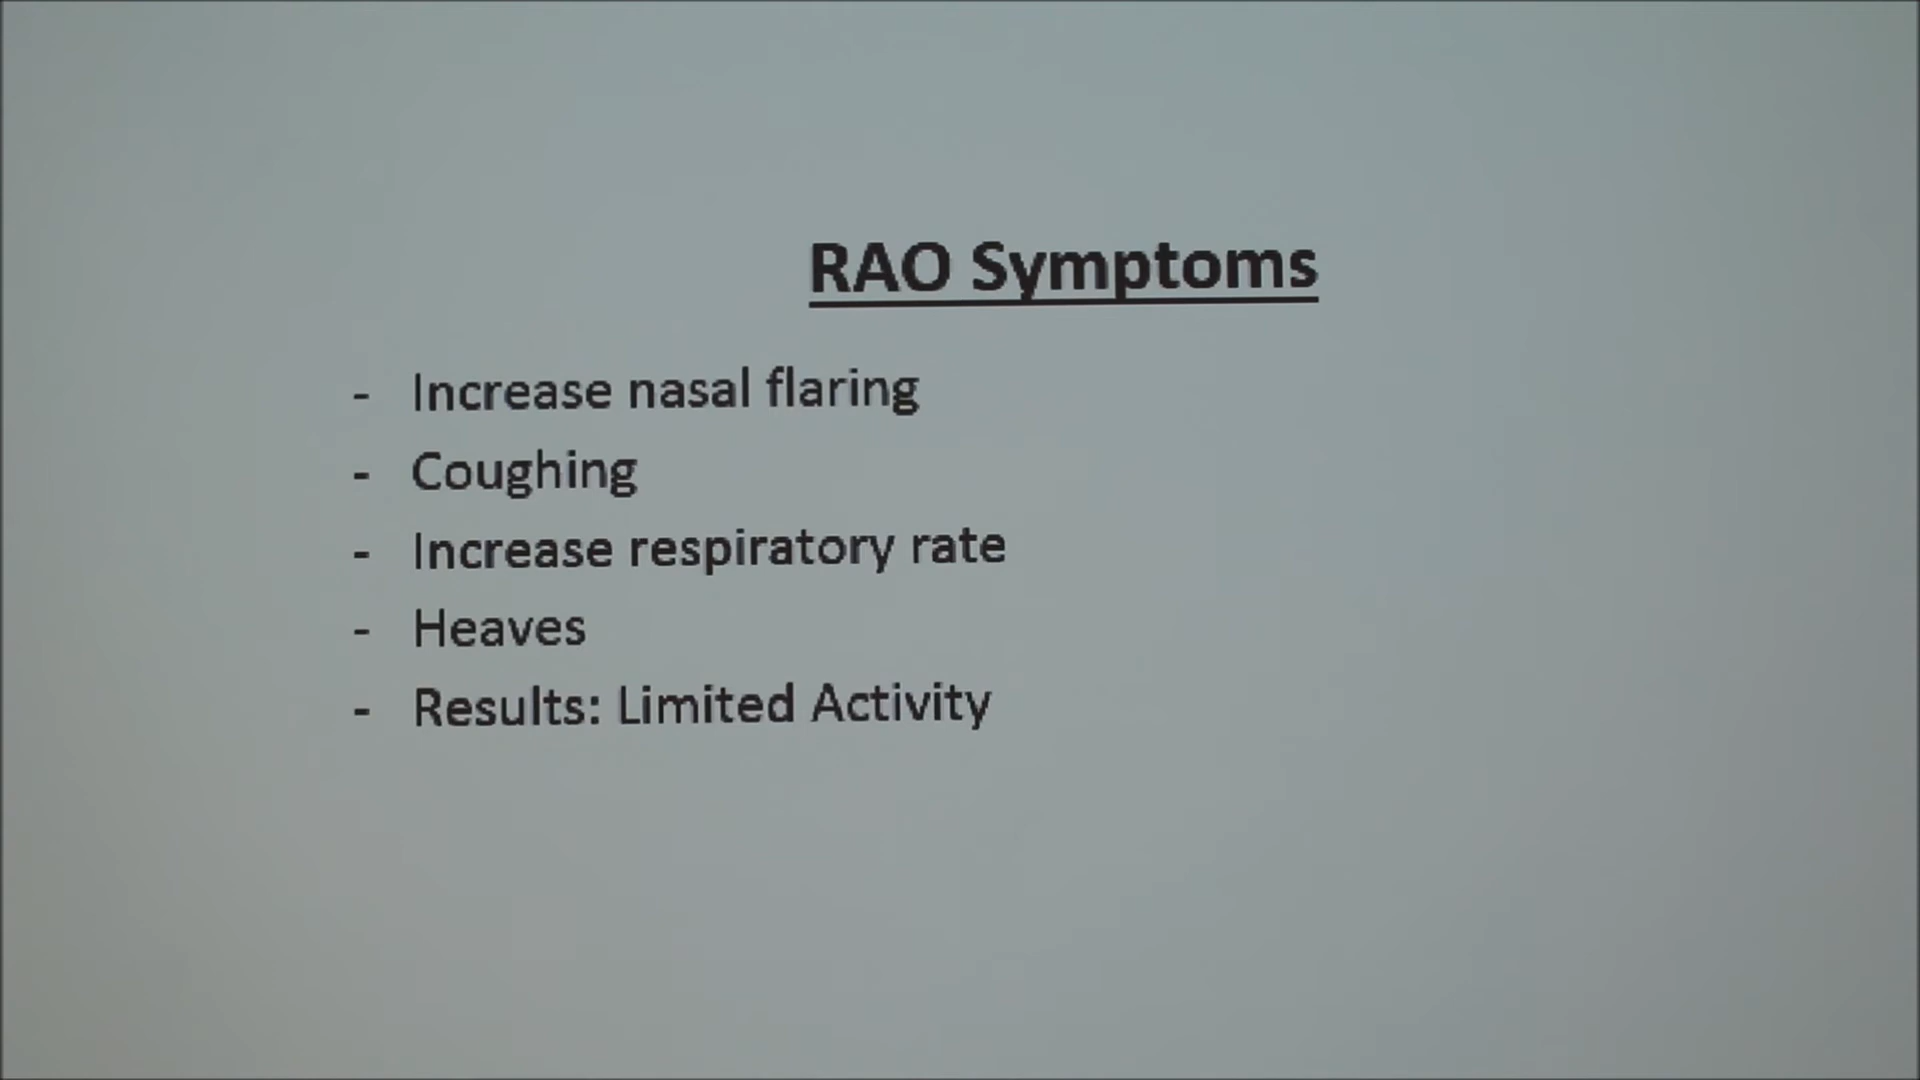 RAO Symptoms
- Increase nasal flaring
- Coughing
- Increase respiratory rate
- Heaves
- Results: Limited Activity